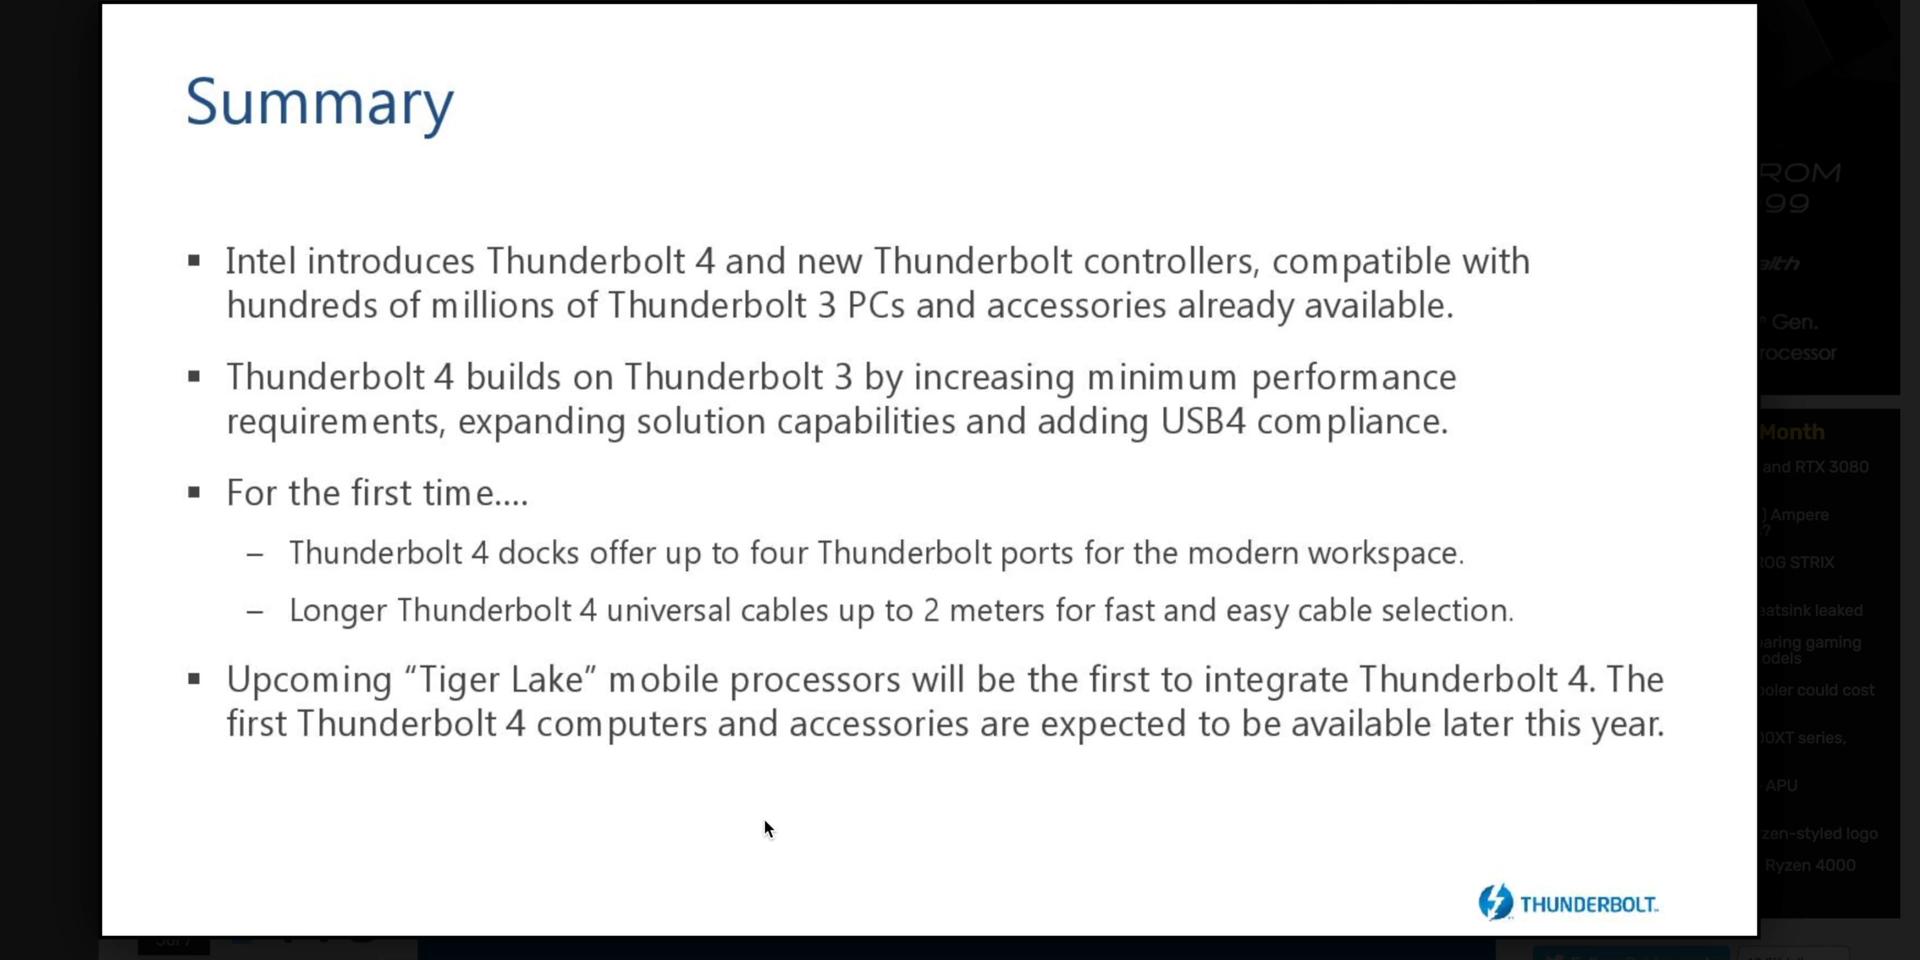 Summary
▪ Intel introduces Thunderbolt 4 and new Thunderbolt controllers, compatible with
hundreds of millions of Thunderbolt 3 PCs and accessories already available.
▪ Thunderbolt 4 builds on Thunderbolt 3 by increasing minimum performance
requirements, expanding solution capabilities and adding USB4 compliance.
▪ For the first time....
– Thunderbolt 4 docks offer up to four Thunderbolt ports for the modern workspace.
– Longer Thunderbolt 4 universal cables up to 2 meters for fast and easy cable selection.
▪ Upcoming “Tiger Lake” mobile processors will be the first to integrate Thunderbolt 4. The
first Thunderbolt 4 computers and accessories are expected to be available later this year.
THUNDERBOLT™
ROM
99
Gen.
rocessor
Month
and RTX 3080
Ampere
?
OG STRIX
eatsink leaked
aring gaming
odels
oler could cost
0XT series,
APU
zen-styled logo
Ryzen 4000